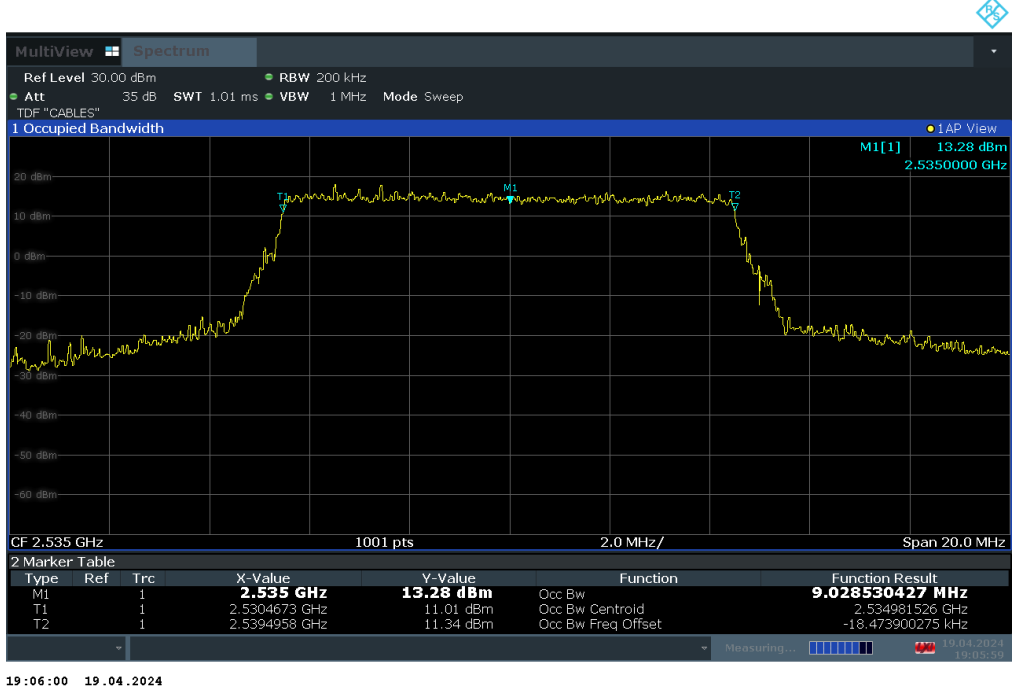 R&S
MultiView Spectrum
Ref Level 30.00 dBm RBW 200 kHz
Att 35 dB SWT 1.01 ms VBW 1 MHz Mode Sweep
TDF "CABLES"
1 Occupied Bandwidth 1AP View
M1[1] 13.28 dBm
2.5350000 GHz
20 dBm
M1
T1 T2
10 dBm
0 dBm
-10 dBm
-20 dBm
-30 dBm
-40 dBm
-50 dBm
-60 dBm
CF 2.535 GHz 1001 pts 2.0 MHz/ Span 20.0 MHz
2 Marker Table
Type Ref Trc X-Value Y-Value Function Function Result
M1 1 2.535 GHz 13.28 dBm Occ Bw 9.028530427 MHz
T1 1 2.5304673 GHz 11.01 dBm Occ Bw Centroid 2.534981526 GHz
T2 1 2.5394958 GHz 11.34 dBm Occ Bw Freq Offset -18.473900275 kHz
Measuring... 19.04.2024
19:05:59
19:06:00 19.04.2024